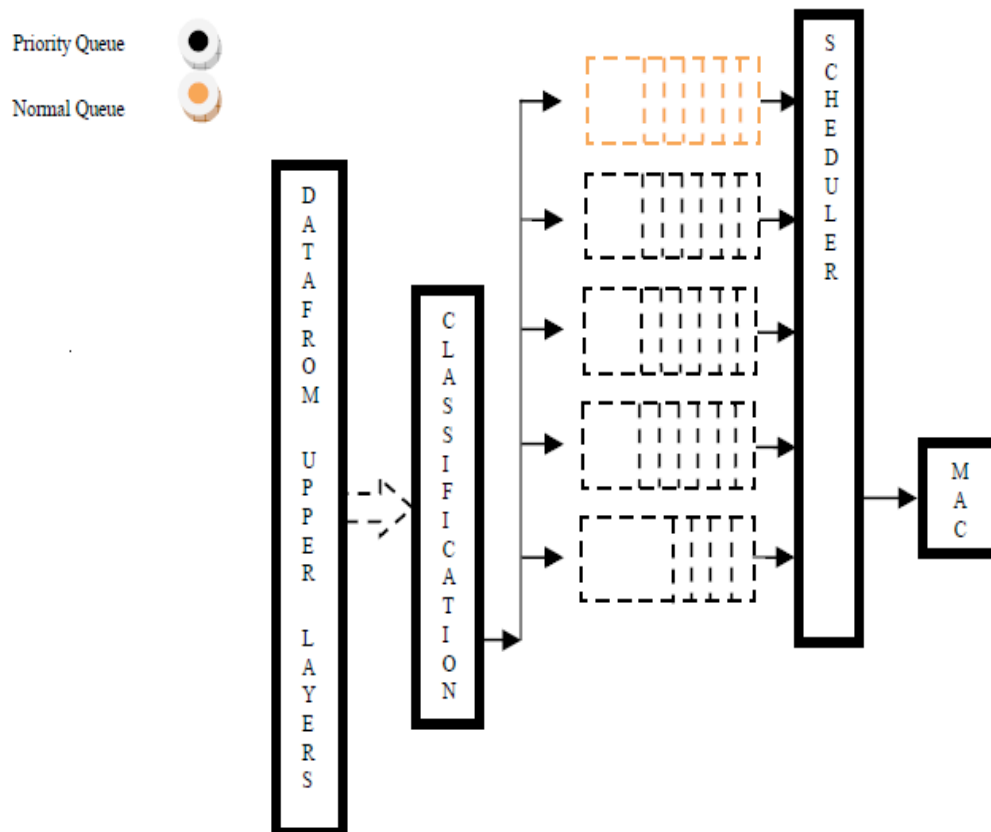 Priority Queue
Normal Queue
DATAFROM UPPER LAYERS
CLASSIFICATION
SCHEDULER
MAC